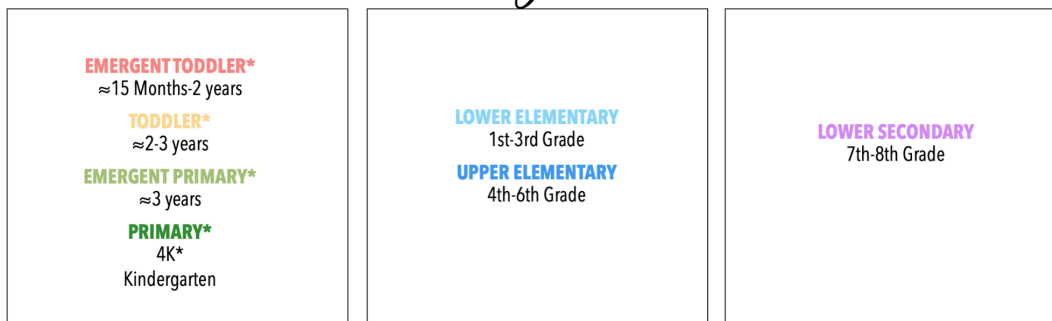 EMERGENT TODDLER*
≈15 Months-2 years
TODDLER*
≈2-3 years
EMERGENT PRIMARY*
≈3 years
PRIMARY*
4K*
Kindergarten
LOWER ELEMENTARY
1st-3rd Grade
UPPER ELEMENTARY
4th-6th Grade
LOWER SECONDARY
7th-8th Grade